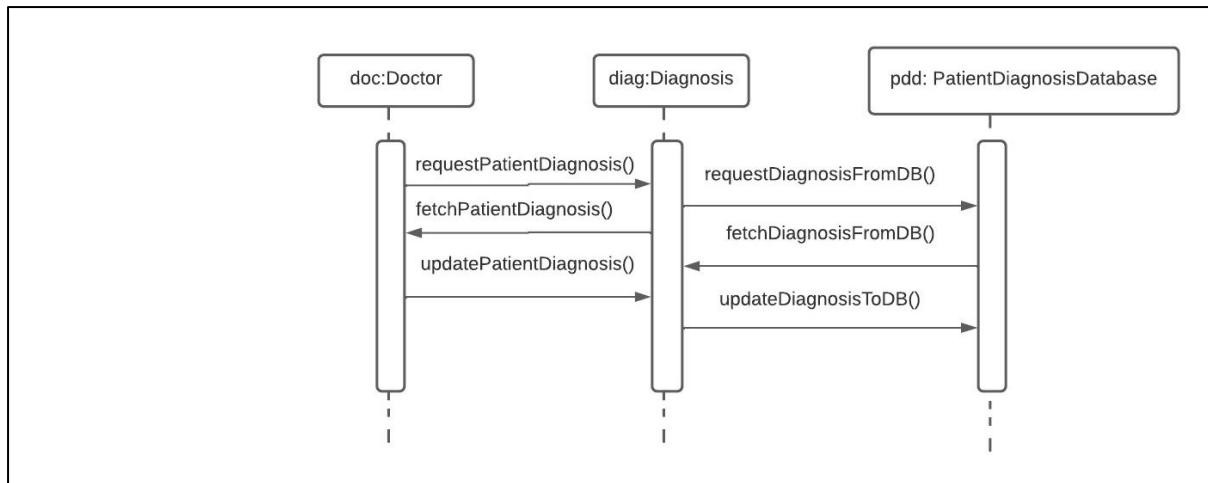 doc:Doctor
diag:Diagnosis
pdd: PatientDiagnosisDatabase
requestPatientDiagnosis()
requestDiagnosisFromDB()
fetchPatientDiagnosis()
fetchDiagnosisFromDB()
updatePatientDiagnosis()
updateDiagnosisToDB()